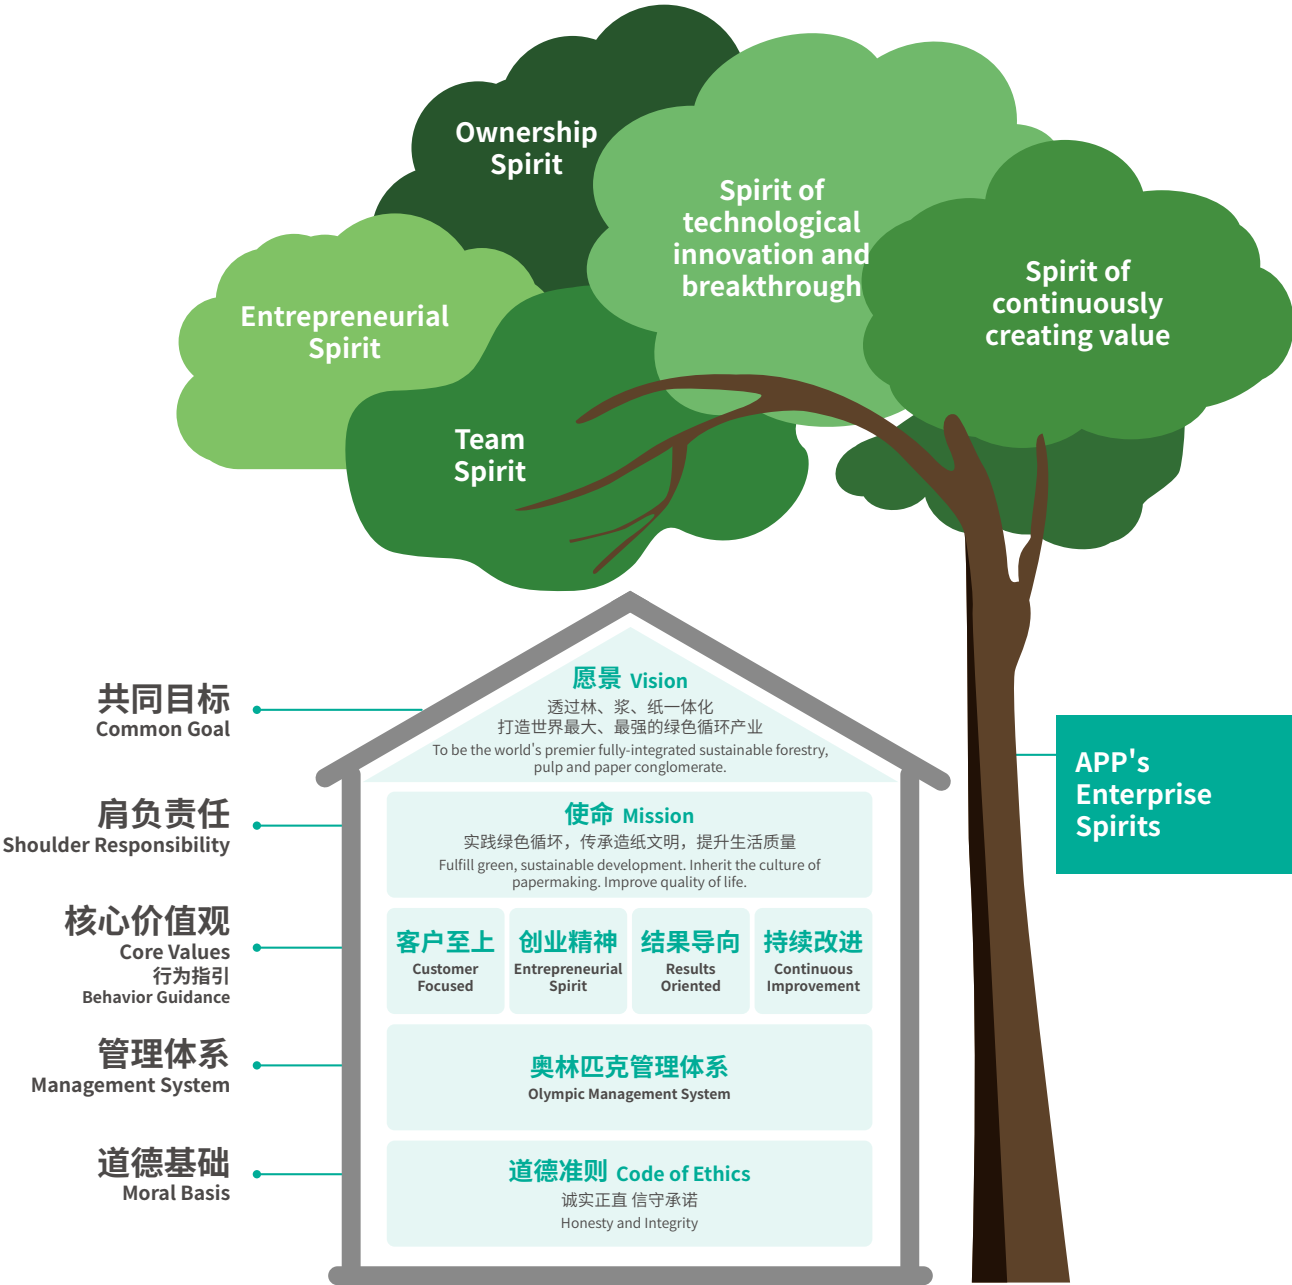 Ownership
Spirit
Spirit of
technological
innovation and
breakthrough
Spirit of
continuously
creating value
Entrepreneurial
Spirit
Team
Spirit
APP's
Enterprise
Spirits
共同目标
Common Goal
愿景 Vision
透过林、浆、纸一体化
打造世界最大、最强的绿色循环产业
To be the world's premier fully-integrated sustainable forestry,
pulp and paper conglomerate.
肩负责任
Shoulder Responsibility
使命 Mission
实践绿色循环，传承造纸文明，提升生活质量
Fulfill green, sustainable development. Inherit the culture of
papermaking. Improve quality of life.
核心价值观
Core Values
行为指引
Behavior Guidance
客户至上
Customer
Focused
创业精神
Entrepreneurial
Spirit
结果导向
Results
Oriented
持续改进
Continuous
Improvement
管理体系
Management System
奥林匹克管理体系
Olympic Management System
道德基础
Moral Basis
道德准则 Code of Ethics
诚实正直 信守承诺
Honesty and Integrity